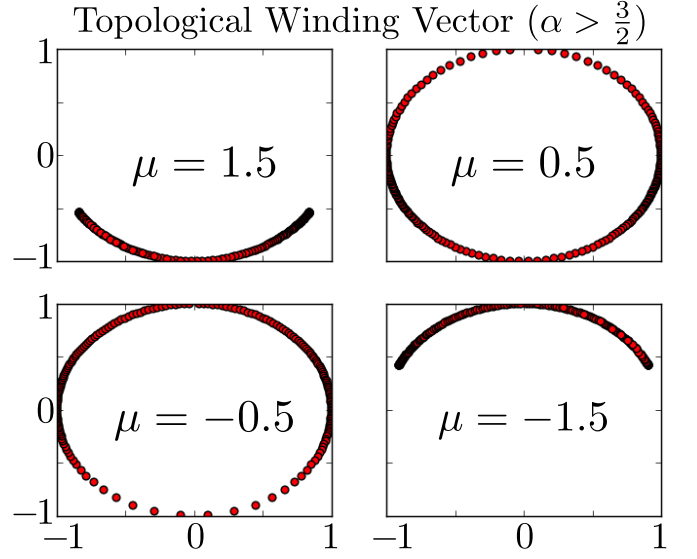 Topological Winding Vector (α > 3/2)
1
0
−1
μ = 1.5
μ = 0.5
1
0
−1
μ = −0.5
μ = −1.5
−1 0 1 −1 0 1